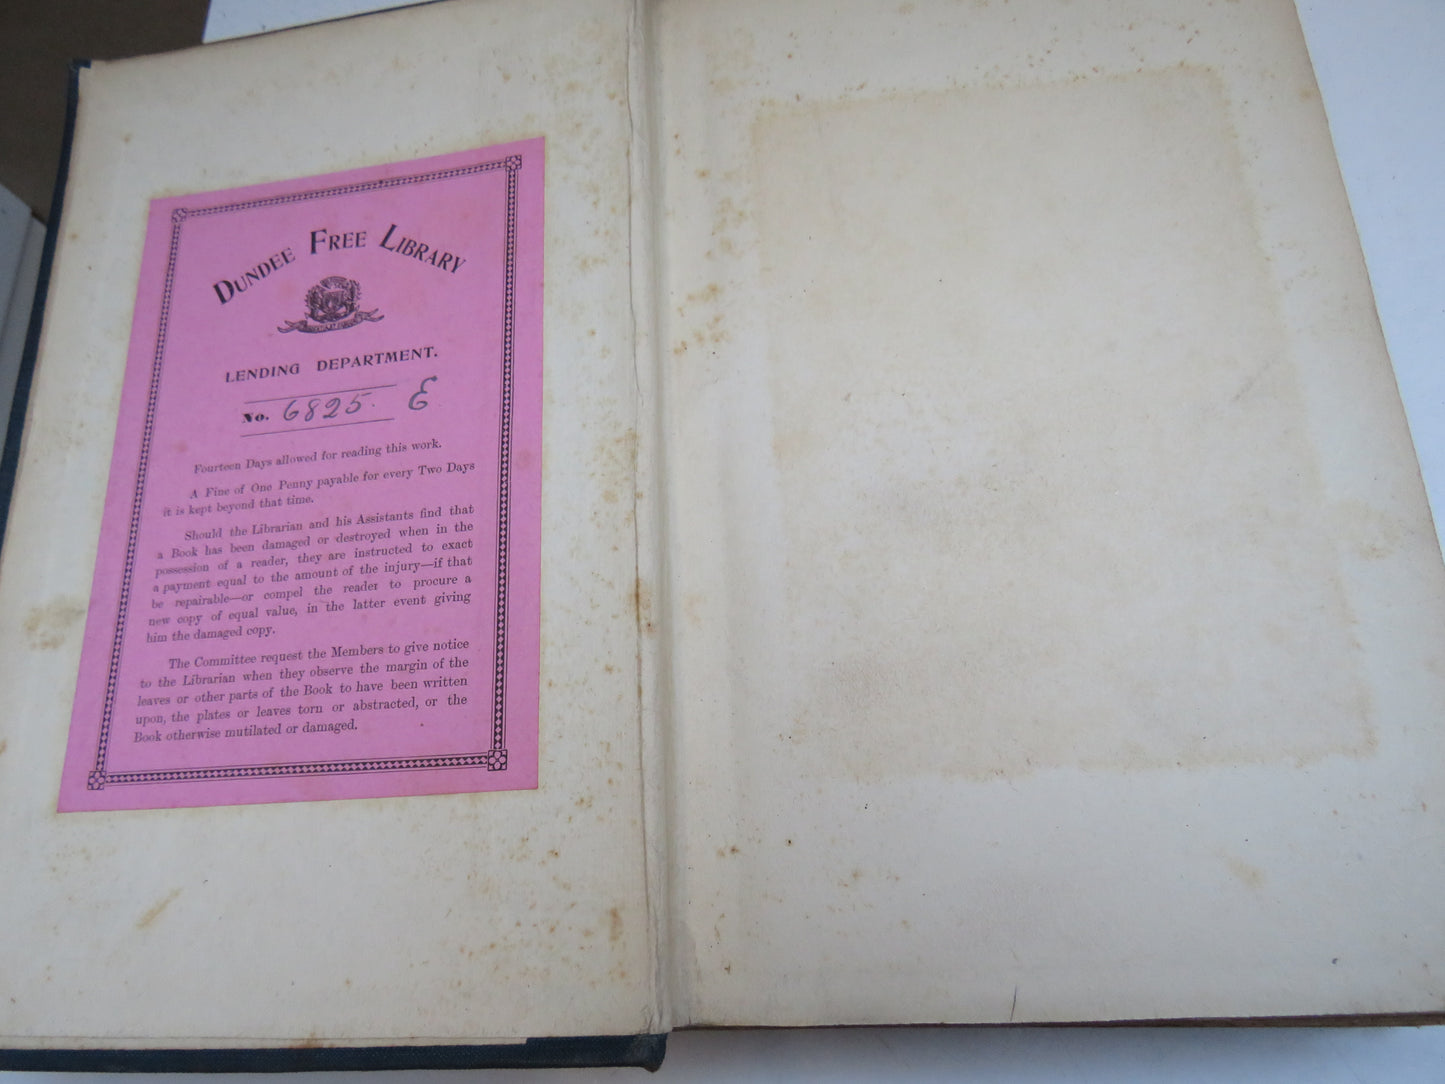 DUNDEE FREE LIBRARY
LENDING DEPARTMENT.
No. 6825. E
Fourteen Days allowed for reading this work.
A Fine of One Penny payable for every Two Days
it is kept beyond that time.
Should the Librarian and his Assistants find that
a Book has been damaged or destroyed when in the
possession of a reader, they are instructed to exact
a payment equal to the amount of the injury—if that
be repairable—or compel the reader to procure a
new copy of equal value, in the latter event giving
him the damaged copy.
The Committee request the Members to give notice
to the Librarian when they observe the margin of the
leaves or other parts of the Book to have been written
upon, the plates or leaves torn or abstracted, or the
Book otherwise mutilated or damaged.